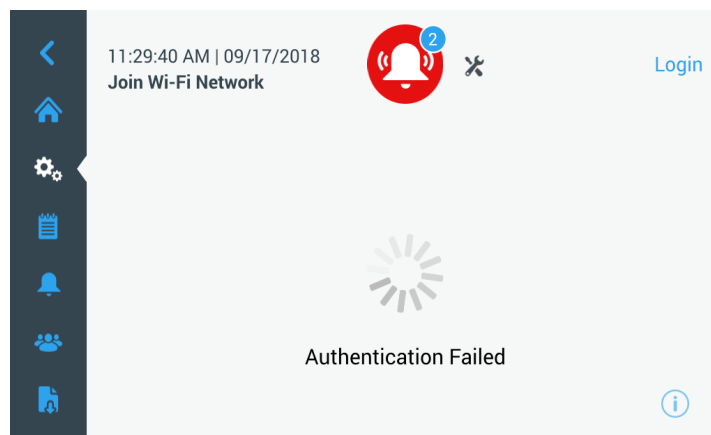 11:29:40 AM | 09/17/2018
Join Wi-Fi Network
2
Login
Authentication Failed
i